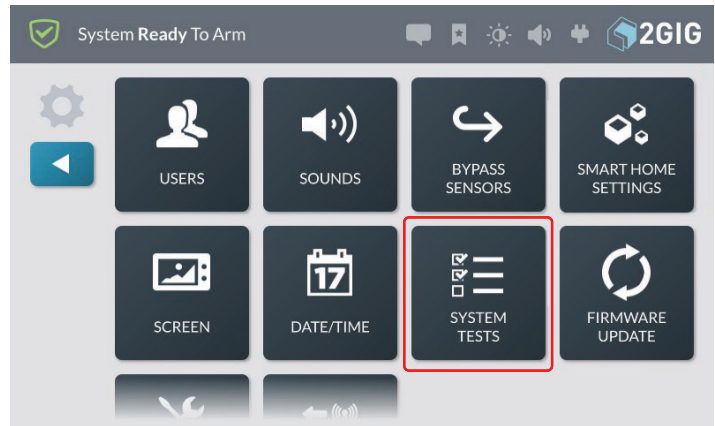 System Ready To Arm
2GIG
USERS
SOUNDS
BYPASS
SENSORS
SMART HOME
SETTINGS
SCREEN
17
DATE/TIME
SYSTEM
TESTS
FIRMWARE
UPDATE